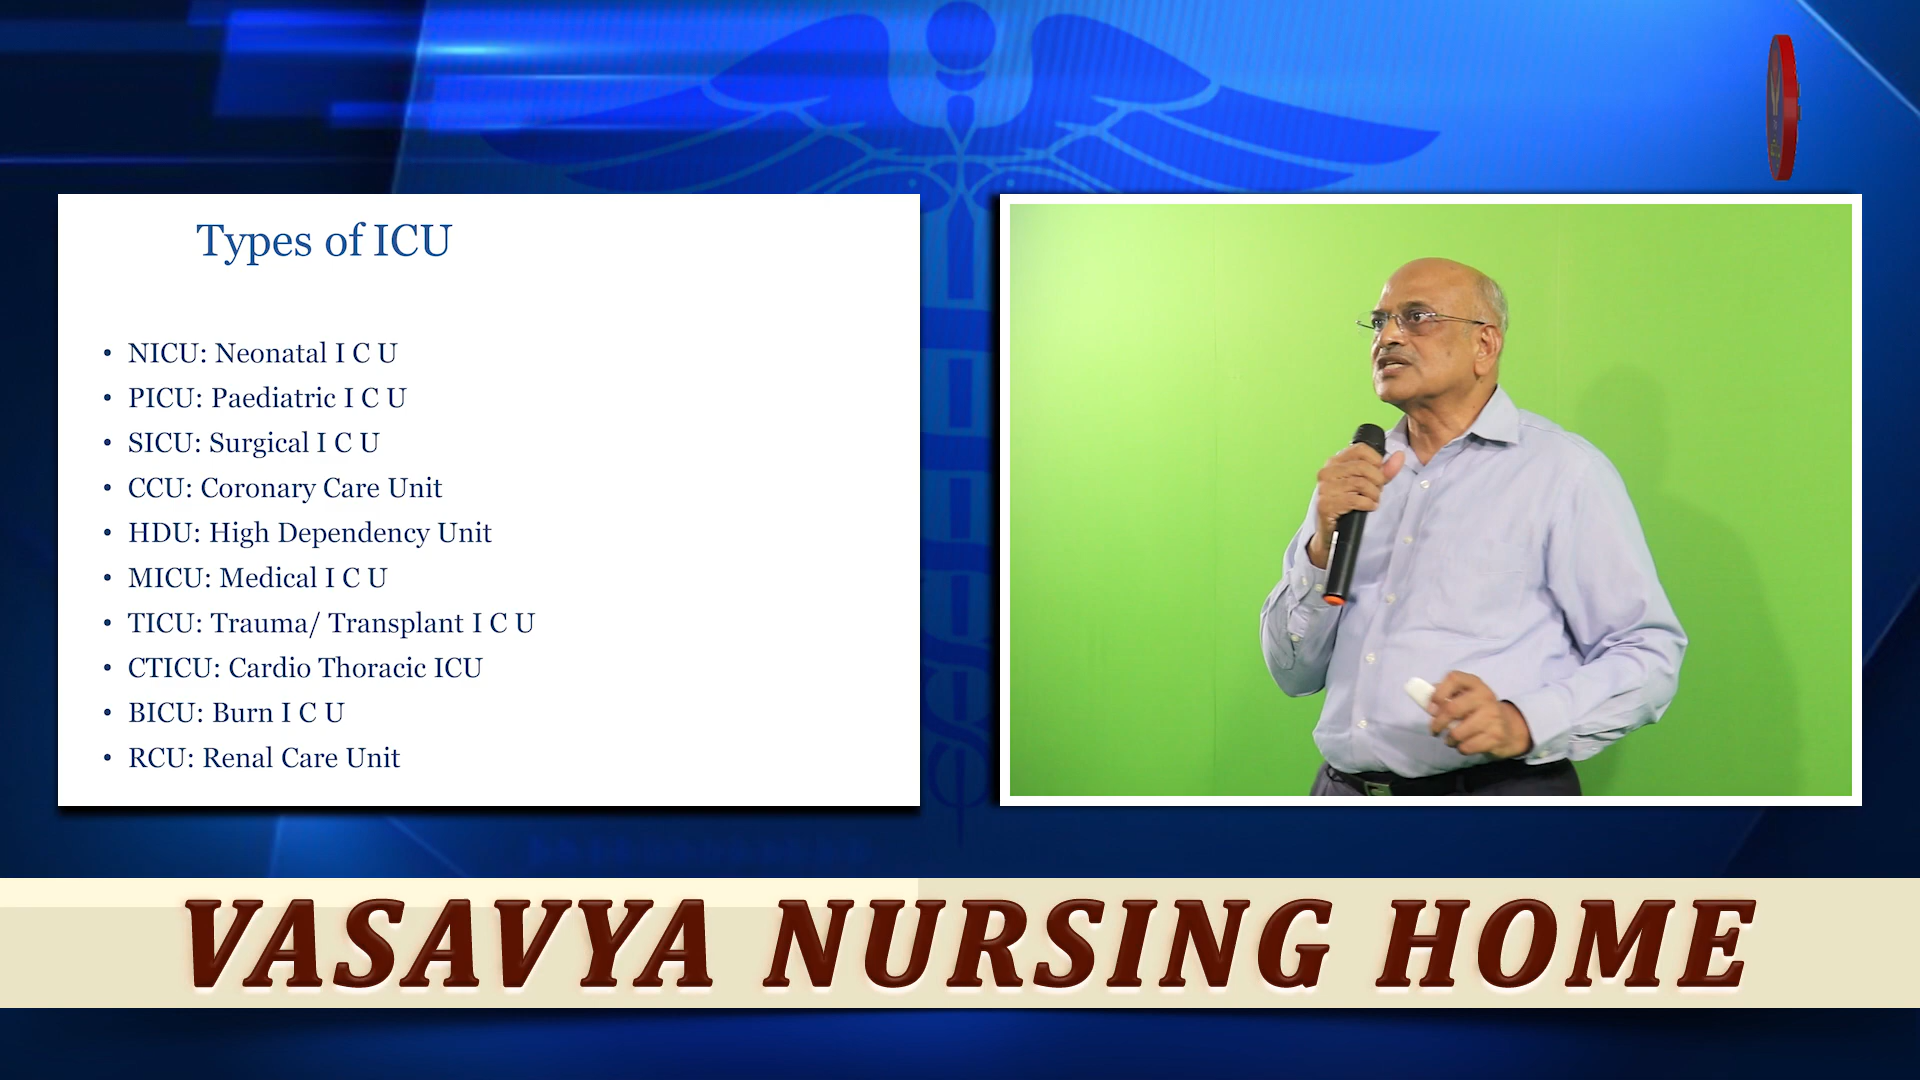 Types of ICU
• NICU: Neonatal I C U
• PICU: Paediatric I C U
• SICU: Surgical I C U
• CCU: Coronary Care Unit
• HDU: High Dependency Unit
• MICU: Medical I C U
• TICU: Trauma/ Transplant I C U
• CTICU: Cardio Thoracic ICU
• BICU: Burn I C U
• RCU: Renal Care Unit
VASAVYA NURSING HOME